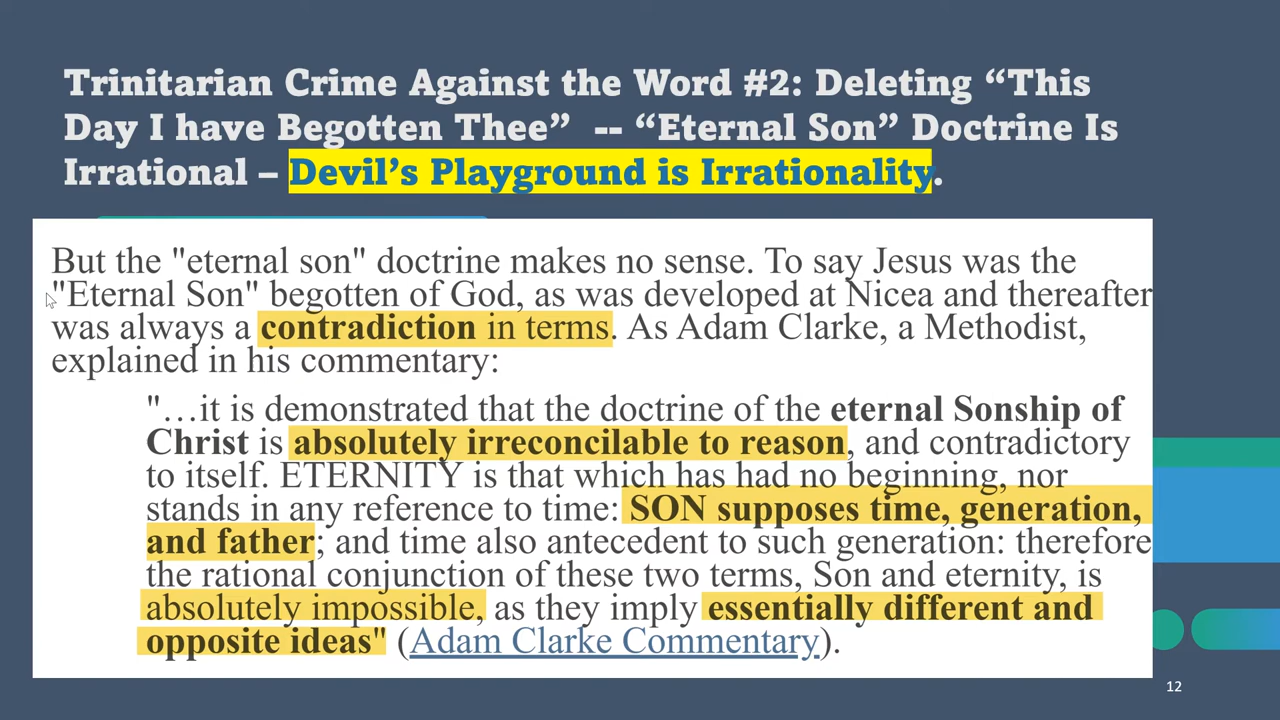 Trinitarian Crime Against the Word #2: Deleting “This
Day I have Begotten Thee”  -- “Eternal Son” Doctrine Is
Irrational – Devil’s Playground is Irrationality.
But the "eternal son" doctrine makes no sense. To say Jesus was the
"Eternal Son" begotten of God, as was developed at Nicea and thereafter
was always a contradiction in terms. As Adam Clarke, a Methodist,
explained in his commentary:
"…it is demonstrated that the doctrine of the eternal Sonship of
Christ is absolutely irreconcilable to reason, and contradictory
to itself. ETERNITY is that which has had no beginning, nor
stands in any reference to time: SON supposes time, generation,
and father; and time also antecedent to such generation: therefore
the rational conjunction of these two terms, Son and eternity, is
absolutely impossible, as they imply essentially different and
opposite ideas" (Adam Clarke Commentary).
12